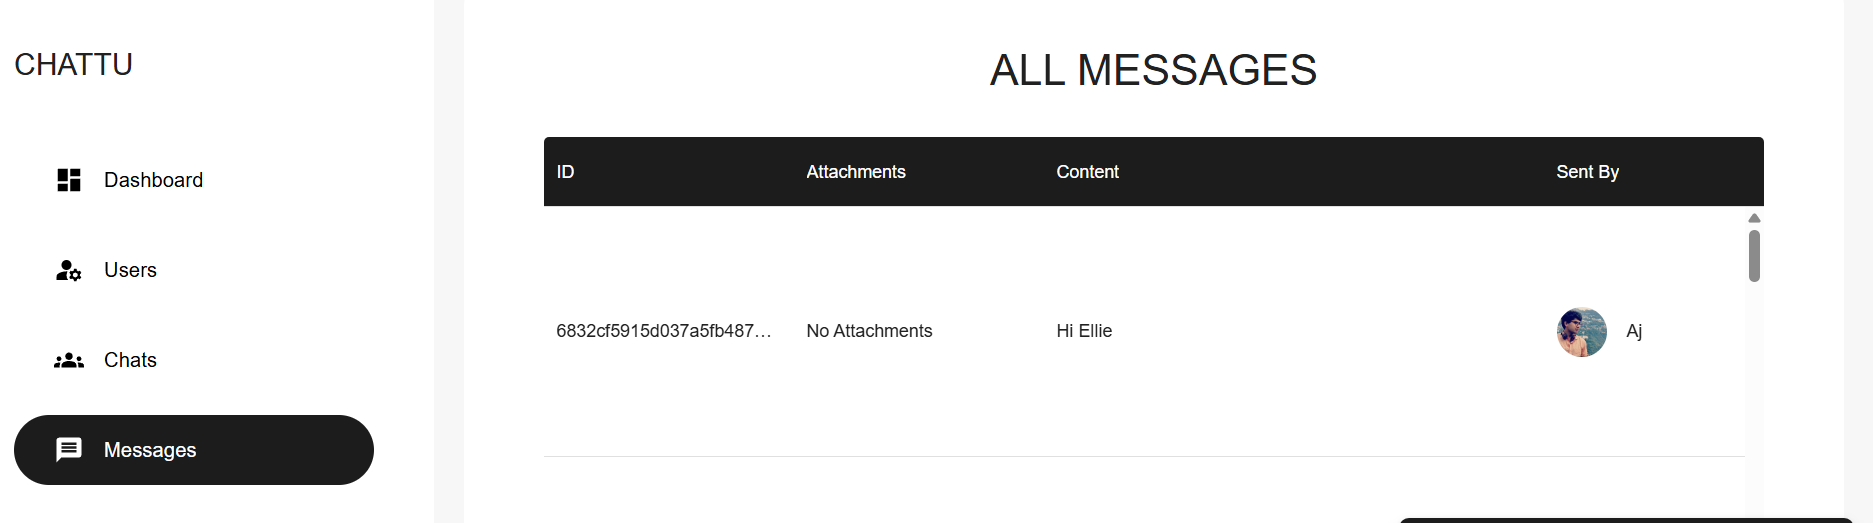 CHATTU
Dashboard
Users
Chats
Messages
ALL MESSAGES
ID Attachments Content Sent By
6832cf5915d037a5fb487... No Attachments Hi Ellie Aj